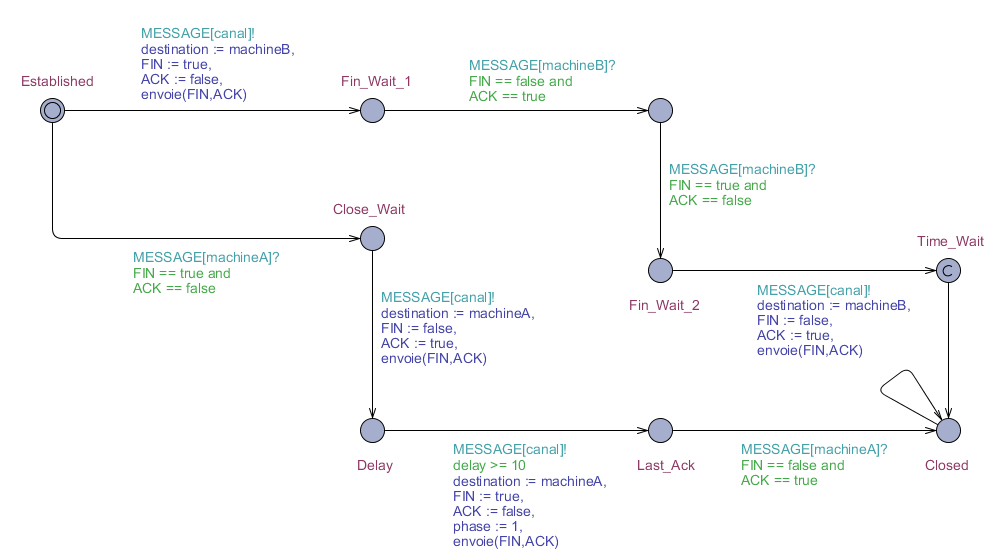 MESSAGE[canal]!
destination := machineB,
FIN := true,
ACK := false,
envoie(FIN,ACK)
Established
Fin_Wait_1
MESSAGE[machineB]?
FIN == false and
ACK == true
MESSAGE[machineB]?
FIN == true and
ACK == false
Close_Wait
MESSAGE[machineA]?
FIN == true and
ACK == false
Time_Wait
C
Fin_Wait_2
MESSAGE[canal]!
destination := machineB,
FIN := false,
ACK := true,
envoie(FIN,ACK)
MESSAGE[canal]!
destination := machineA,
FIN := false,
ACK := true,
envoie(FIN,ACK)
Delay
MESSAGE[canal]!
delay >= 10
destination := machineA,
FIN := true,
ACK := false,
phase := 1,
envoie(FIN,ACK)
Last_Ack
MESSAGE[machineA]?
FIN == false and
ACK == true
Closed